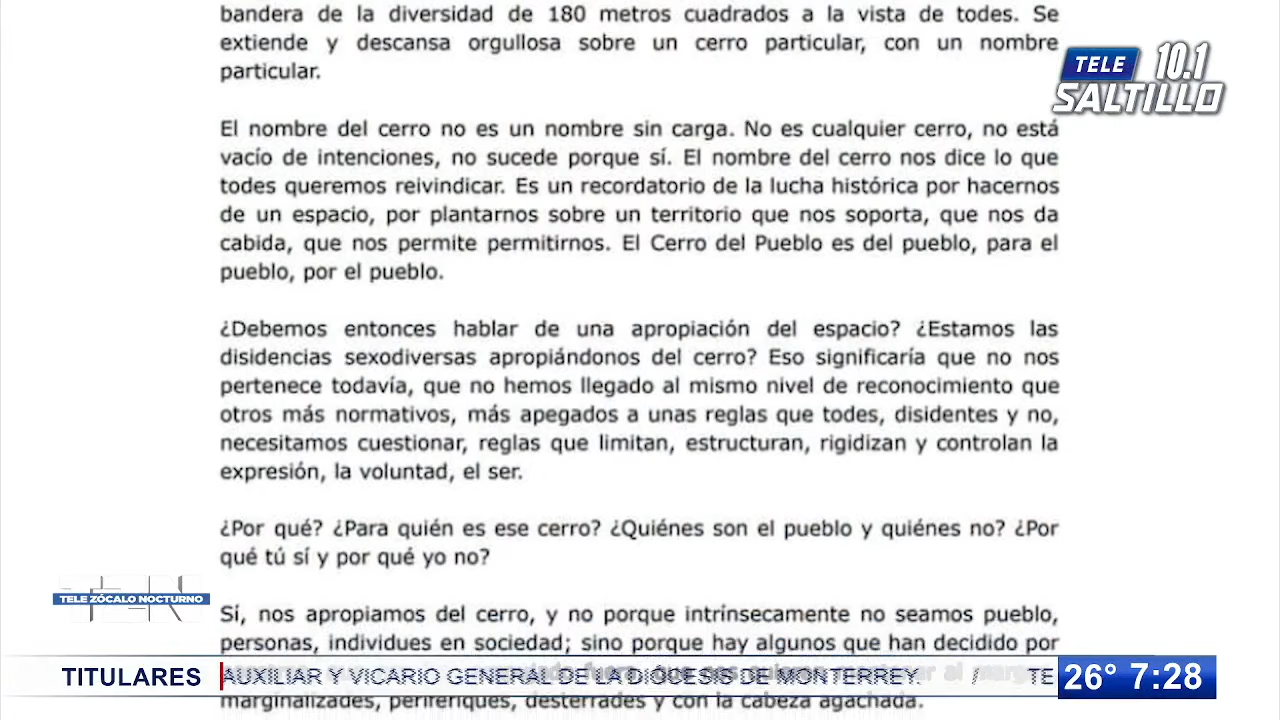 bandera de la diversidad de 180 metros cuadrados a la vista de todes. Se
extiende y descansa orgullosa sobre un cerro particular, con un nombre
particular.
TELE 10.1
SALTILLO
El nombre del cerro no es un nombre sin carga. No es cualquier cerro, no está
vacío de intenciones, no sucede porque sí. El nombre del cerro nos dice lo que
todes queremos reivindicar. Es un recordatorio de la lucha histórica por hacernos
de un espacio, por plantarnos sobre un territorio que nos soporta, que nos da
cabida, que nos permite permitirnos. El Cerro del Pueblo es del pueblo, para el
pueblo, por el pueblo.
¿Debemos entonces hablar de una apropiación del espacio? ¿Estamos las
disidencias sexodiversas apropiándonos del cerro? Eso significaría que no nos
pertenece todavía, que no hemos llegado al mismo nivel de reconocimiento que
otros más normativos, más apegados a unas reglas que todes, disidentes y no,
necesitamos cuestionar, reglas que limitan, estructuran, rigidizan y controlan la
expresión, la voluntad, el ser.
¿Por qué? ¿Para quién es ese cerro? ¿Quiénes son el pueblo y quiénes no? ¿Por
qué tú sí y por qué yo no?
TELE ZÓCALO NOCTURNO
Sí, nos apropiamos del cerro, y no porque intrínsecamente no seamos pueblo,
personas, individues en sociedad; sino porque hay algunos que han decidido por
TITULARES AUXILIAR Y VICARIO GENERAL DE LA DIÓCESIS DE MONTERREY. / TE 26° 7:28
marginalizades, periferiques, desterrades y con la cabeza agachada.